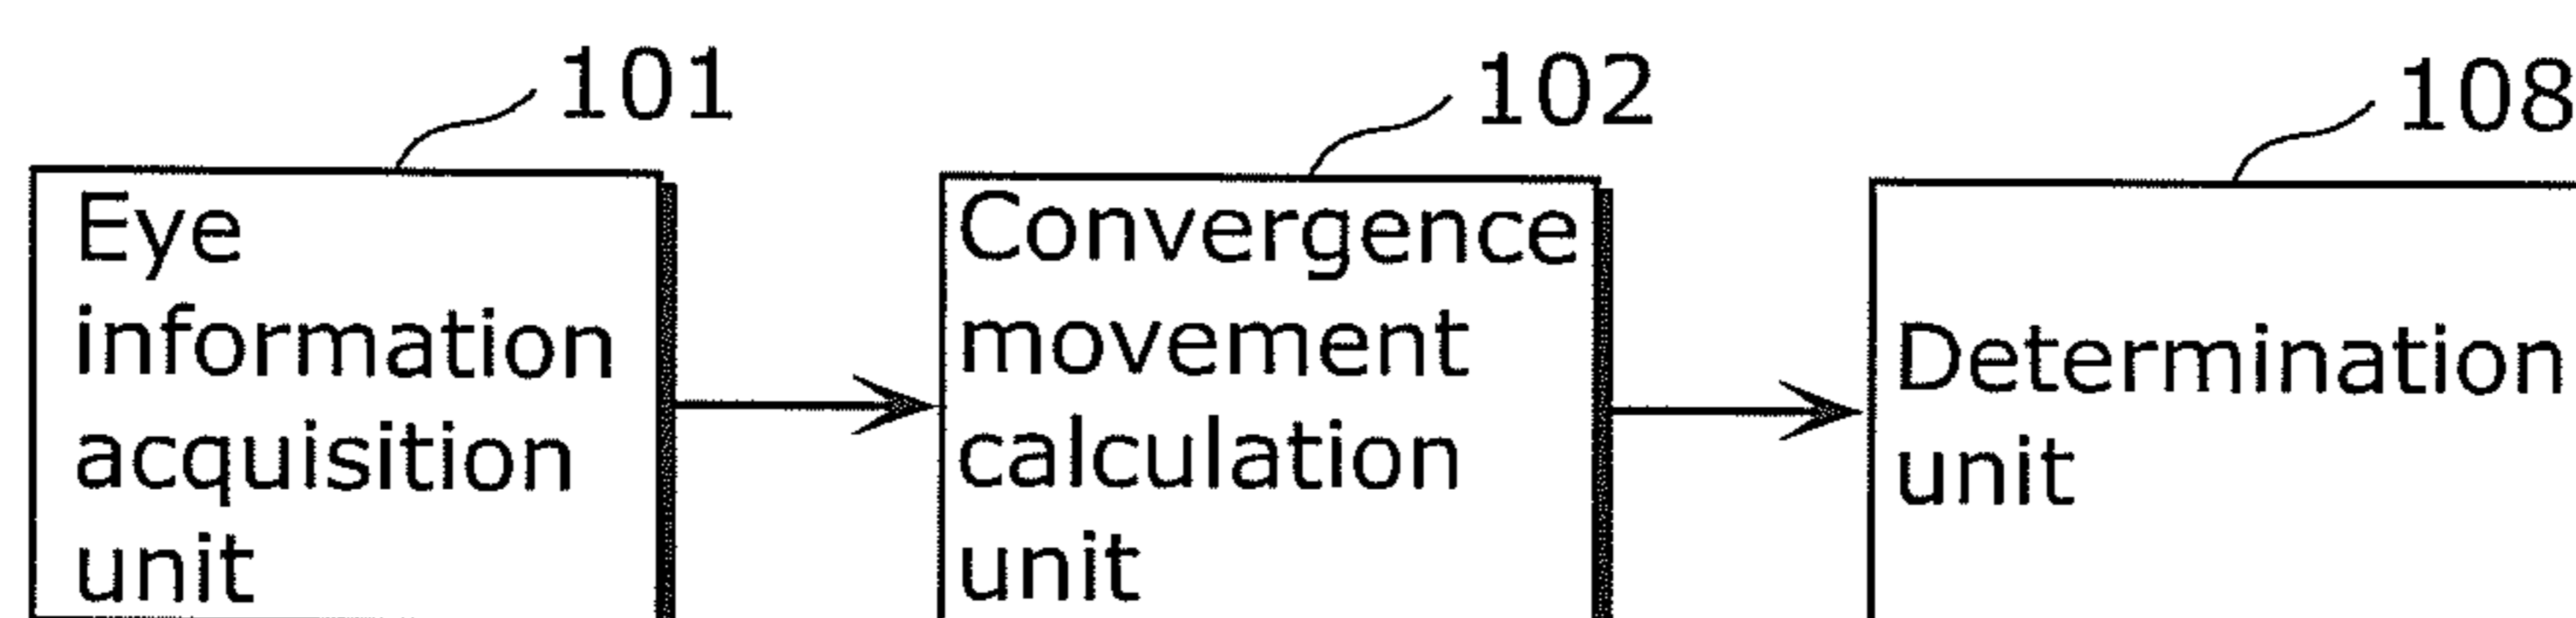 101
102
108
Eye
information
acquisition
unit
Convergence
movement
calculation
unit
Determination
unit